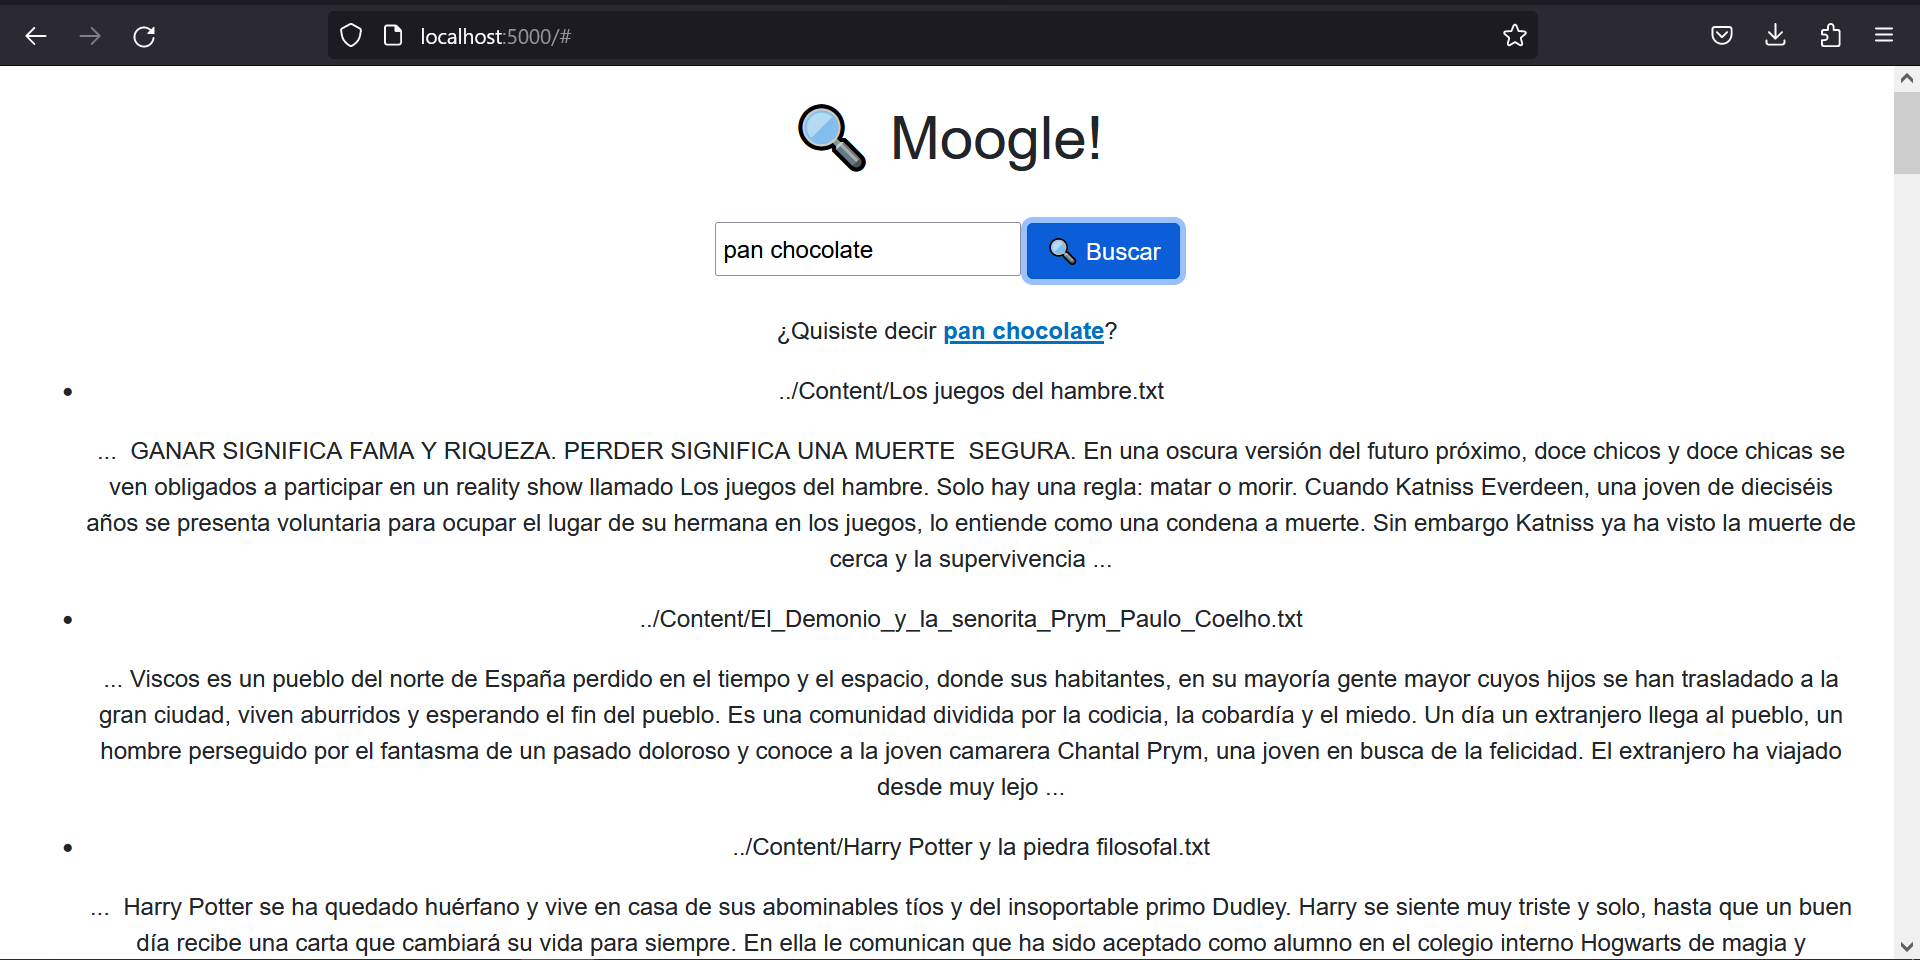 localhost:5000/#
Moogle!
pan chocolate
Buscar
¿Quisiste decir pan chocolate?
../Content/Los juegos del hambre.txt
... GANAR SIGNIFICA FAMA Y RIQUEZA. PERDER SIGNIFICA UNA MUERTE SEGURA. En una oscura versión del futuro próximo, doce chicos y doce chicas se
ven obligados a participar en un reality show llamado Los juegos del hambre. Solo hay una regla: matar o morir. Cuando Katniss Everdeen, una joven de dieciséis
años se presenta voluntaria para ocupar el lugar de su hermana en los juegos, lo entiende como una condena a muerte. Sin embargo Katniss ya ha visto la muerte de
cerca y la supervivencia ...
../Content/El_Demonio_y_la_senorita_Prym_Paulo_Coelho.txt
... Viscos es un pueblo del norte de España perdido en el tiempo y el espacio, donde sus habitantes, en su mayoría gente mayor cuyos hijos se han trasladado a la
gran ciudad, viven aburridos y esperando el fin del pueblo. Es una comunidad dividida por la codicia, la cobardía y el miedo. Un día un extranjero llega al pueblo, un
hombre perseguido por el fantasma de un pasado doloroso y conoce a la joven camarera Chantal Prym, una joven en busca de la felicidad. El extranjero ha viajado
desde muy lejo ...
../Content/Harry Potter y la piedra filosofal.txt
... Harry Potter se ha quedado huérfano y vive en casa de sus abominables tíos y del insoportable primo Dudley. Harry se siente muy triste y solo, hasta que un buen
día recibe una carta que cambiará su vida para siempre. En ella le comunican que ha sido aceptado como alumno en el colegio interno Hogwarts de magia y